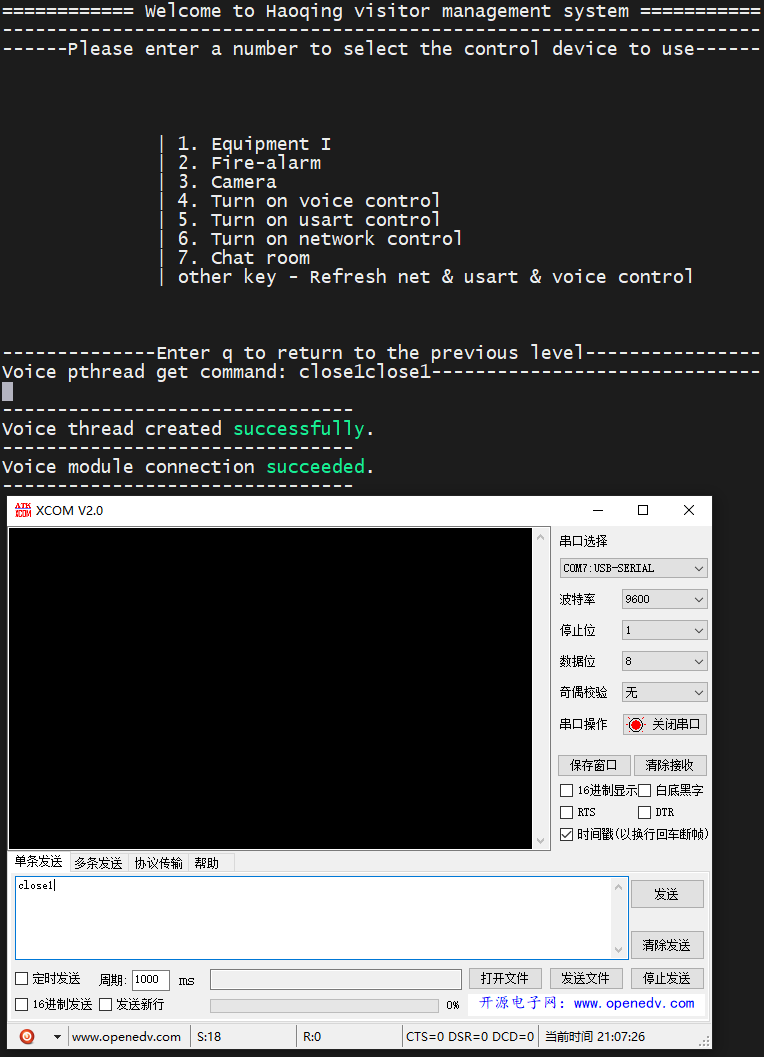 ============ Welcome to Haoqing visitor management system ===========
---------------------------------------------------------------------
------Please enter a number to select the control device to use------
| 1. Equipment I
| 2. Fire-alarm
| 3. Camera
| 4. Turn on voice control
| 5. Turn on usart control
| 6. Turn on network control
| 7. Chat room
| other key - Refresh net & usart & voice control
--------------Enter q to return to the previous level----------------
Voice pthread get command: close1close1------------------------------
--------------------------------
Voice thread created successfully.
--------------------------------
Voice module connection succeeded.
--------------------------------
ATK XCOM XCOM V2.0
串口选择
COM7:USB-SERIAL
波特率 9600
停止位 1
数据位 8
奇偶校验 无
串口操作 关闭串口
保存窗口 清除接收
16进制显示 白底黑字
RTS DTR
时间戳(以换行回车断帧)
单条发送 多条发送 协议传输 帮助
close1
发送
清除发送
定时发送 周期: 1000 ms 打开文件 发送文件 停止发送
16进制发送 发送新行 0% 开源电子网：www.openedv.com
www.openedv.com S:18 R:0 CTS=0 DSR=0 DCD=0 当前时间 21:07:26